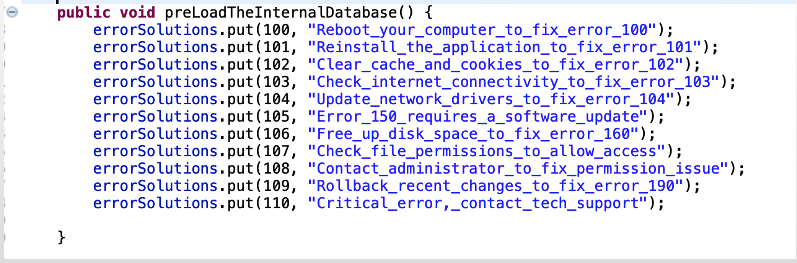 public void preLoadTheInternalDatabase() {
errorSolutions.put(100, "Reboot_your_computer_to_fix_error_100");
errorSolutions.put(101, "Reinstall_the_application_to_fix_error_101");
errorSolutions.put(102, "Clear_cache_and_cookies_to_fix_error_102");
errorSolutions.put(103, "Check_internet_connectivity_to_fix_error_103");
errorSolutions.put(104, "Update_network_drivers_to_fix_error_104");
errorSolutions.put(105, "Error_150_requires_a_software_update");
errorSolutions.put(106, "Free_up_disk_space_to_fix_error_160");
errorSolutions.put(107, "Check_file_permissions_to_allow_access");
errorSolutions.put(108, "Contact_administrator_to_fix_permission_issue");
errorSolutions.put(109, "Rollback_recent_changes_to_fix_error_190");
errorSolutions.put(110, "Critical_error,_contact_tech_support");
}